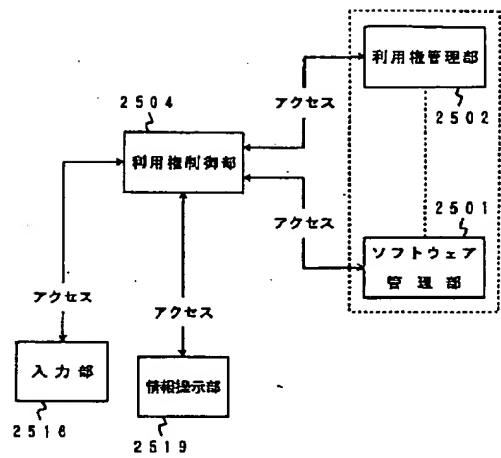 利用権管理部
2502
アクセス
2504
利用権制御部
アクセス
2501
ソフトウェア
管理部
アクセス
アクセス
入力部
2516
情報提示部
2519